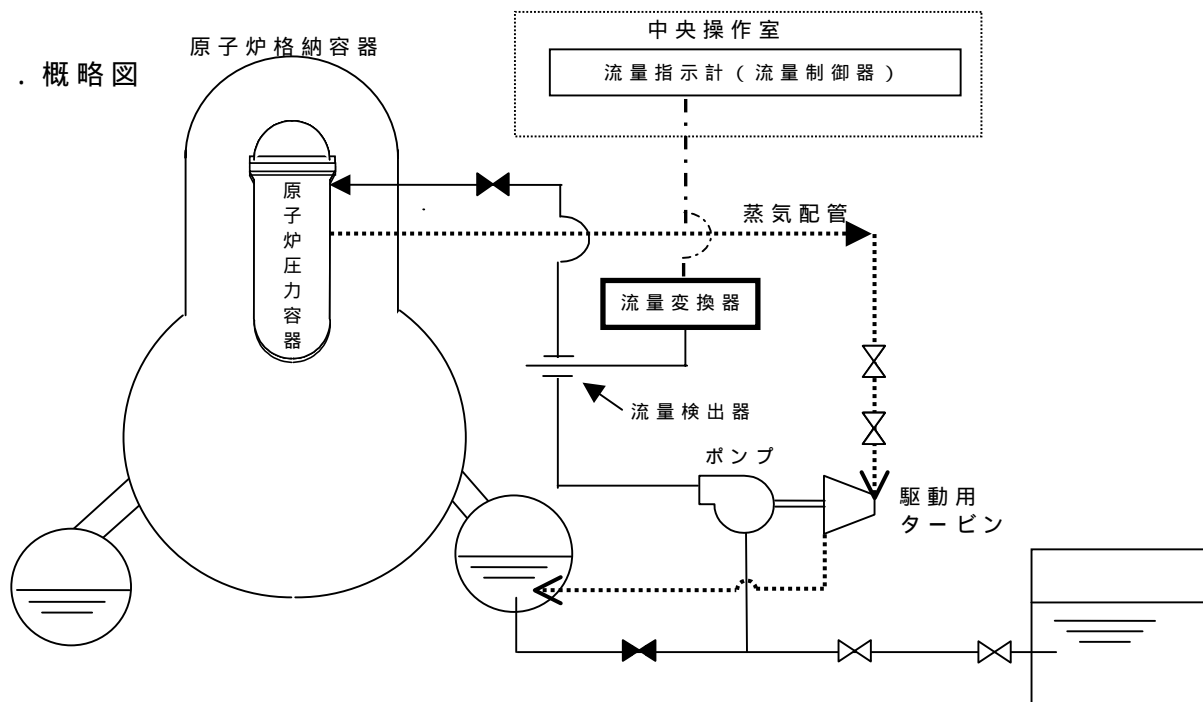 中央操作室
流量指示計(流量制御器)
原子炉格納容器
．概略図
原子炉圧力容器
蒸気配管
流量変換器
流量検出器
ポンプ
駆動用
タービン